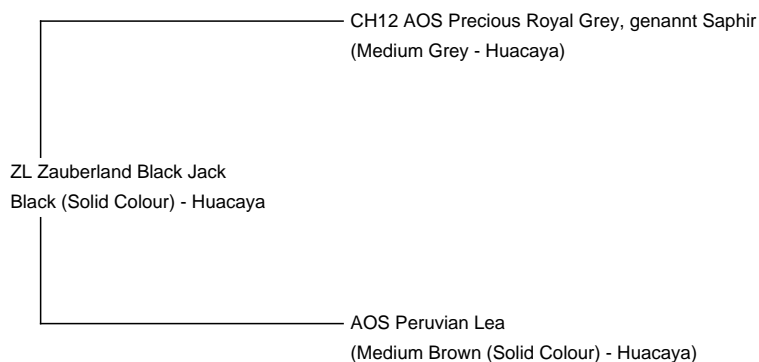 CH12 AOS Precious Royal Grey, genannt Saphir
(Medium Grey - Huacaya)
ZL Zauberland Black Jack
Black (Solid Colour) - Huacaya
AOS Peruvian Lea
(Medium Brown (Solid Colour) - Huacaya)